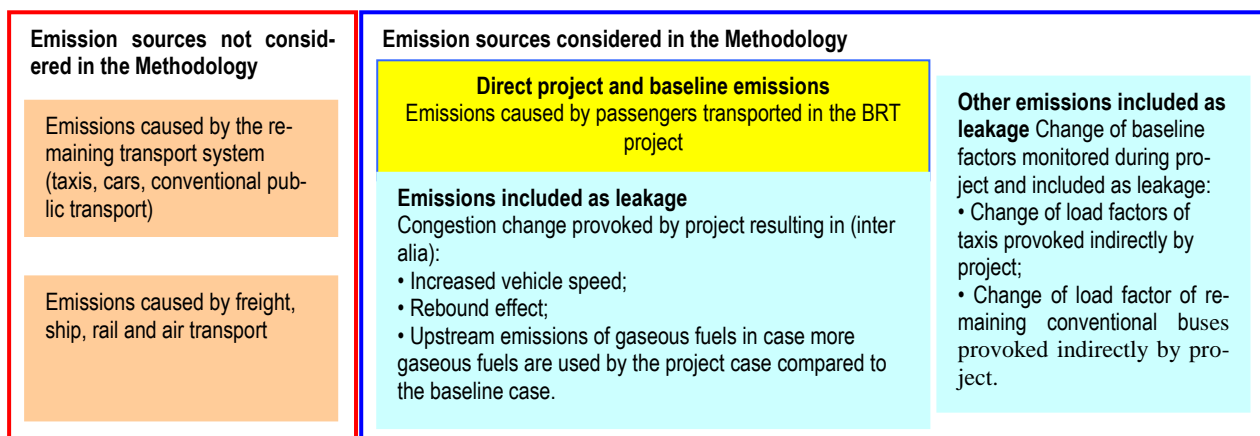 Emission sources not consid-
ered in the Methodology
Emissions caused by the re-
maining transport system
(taxis, cars, conventional pub-
lic transport)
Emissions caused by freight,
ship, rail and air transport
Emission sources considered in the Methodology
Direct project and baseline emissions
Emissions caused by passengers transported in the BRT
project
Emissions included as leakage
Congestion change provoked by project resulting in (inter
alia):
• Increased vehicle speed;
• Rebound effect;
• Upstream emissions of gaseous fuels in case more
gaseous fuels are used by the project case compared to
the baseline case.
Other emissions included as
leakage Change of baseline
factors monitored during pro-
ject and included as leakage:
• Change of load factors of
taxis provoked indirectly by
project;
• Change of load factor of re-
maining conventional buses
provoked indirectly by pro-
ject.